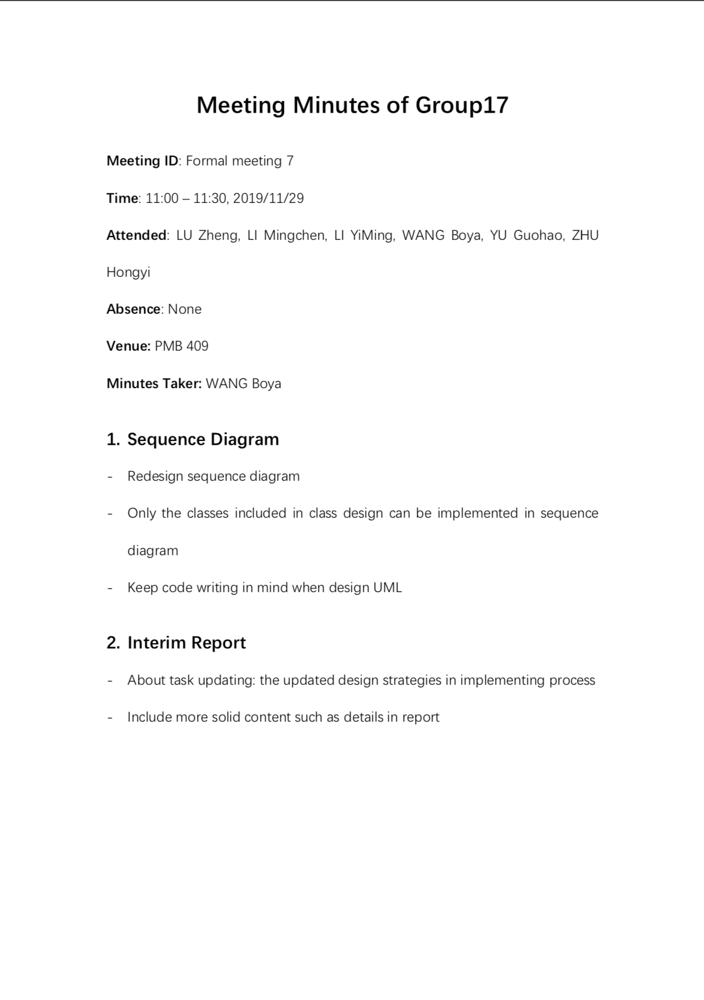 Meeting Minutes of Group17
Meeting ID: Formal meeting 7
Time: 11:00 – 11:30, 2019/11/29
Attended: LU Zheng, LI Mingchen, LI YiMing, WANG Boya, YU Guohao, ZHU
Hongyi
Absence: None
Venue: PMB 409
Minutes Taker: WANG Boya
1. Sequence Diagram
- Redesign sequence diagram
- Only the classes included in class design can be implemented in sequence
diagram
- Keep code writing in mind when design UML
2. Interim Report
- About task updating: the updated design strategies in implementing process
- Include more solid content such as details in report